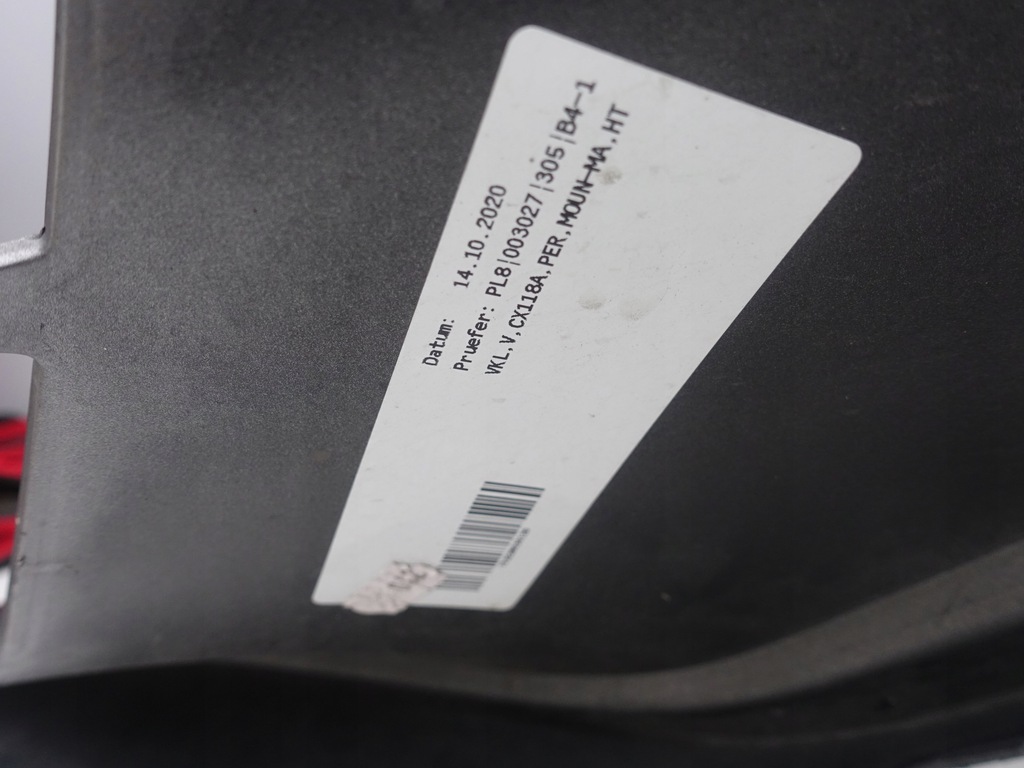 Datum: 14.10.2020
Pruefer: PL8|003027|305|B4-1
VKL,V,CX118A,PER,MOUN-MA,HT